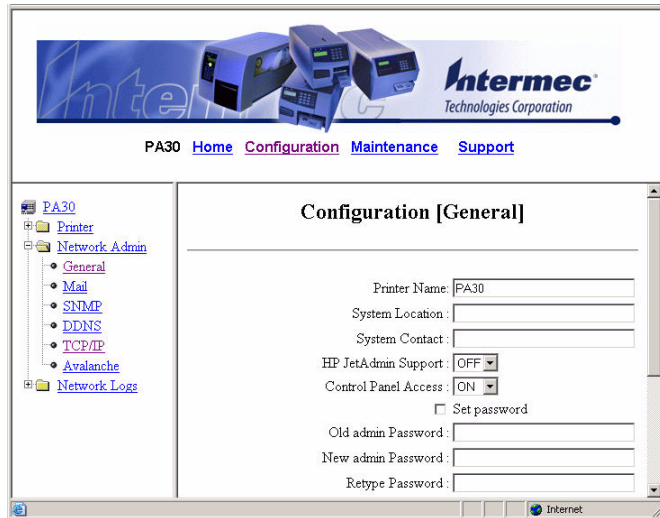 Intermec
Intermec®
Technologies Corporation
PA30 Home Configuration Maintenance Support
PA30
Printer
Network Admin
General
Mail
SNMP
DDNS
TCP/IP
Avalanche
Network Logs
Configuration [General]
Printer Name: PA30
System Location :
System Contact :
HP JetAdmin Support : OFF
Control Panel Access : ON
Set password
Old admin Password :
New admin Password :
Retype Password :
Internet